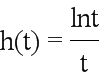 h(t) = lnt/t